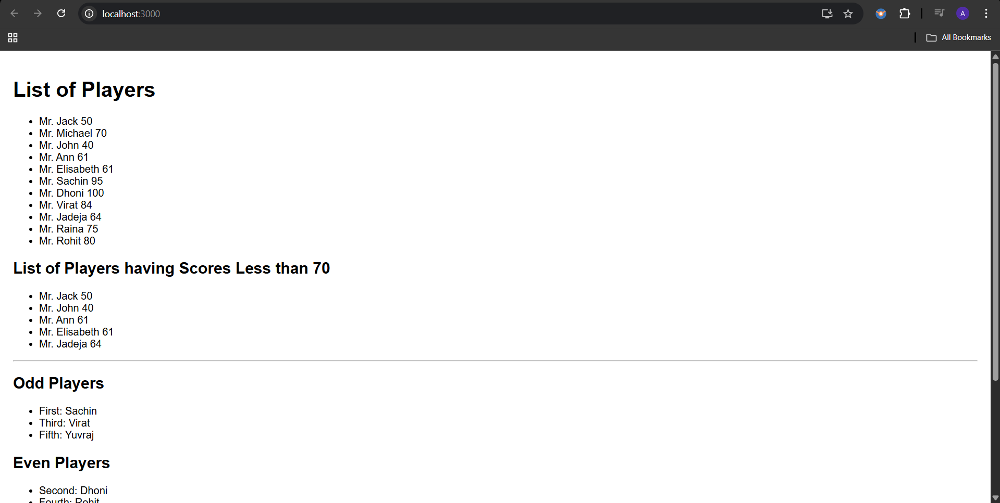 localhost:3000
A
All Bookmarks
List of Players
Mr. Jack 50
Mr. Michael 70
Mr. John 40
Mr. Ann 61
Mr. Elisabeth 61
Mr. Sachin 95
Mr. Dhoni 100
Mr. Virat 84
Mr. Jadeja 64
Mr. Raina 75
Mr. Rohit 80
List of Players having Scores Less than 70
Mr. Jack 50
Mr. John 40
Mr. Ann 61
Mr. Elisabeth 61
Mr. Jadeja 64
Odd Players
First: Sachin
Third: Virat
Fifth: Yuvraj
Even Players
Second: Dhoni
Fourth: Rohit